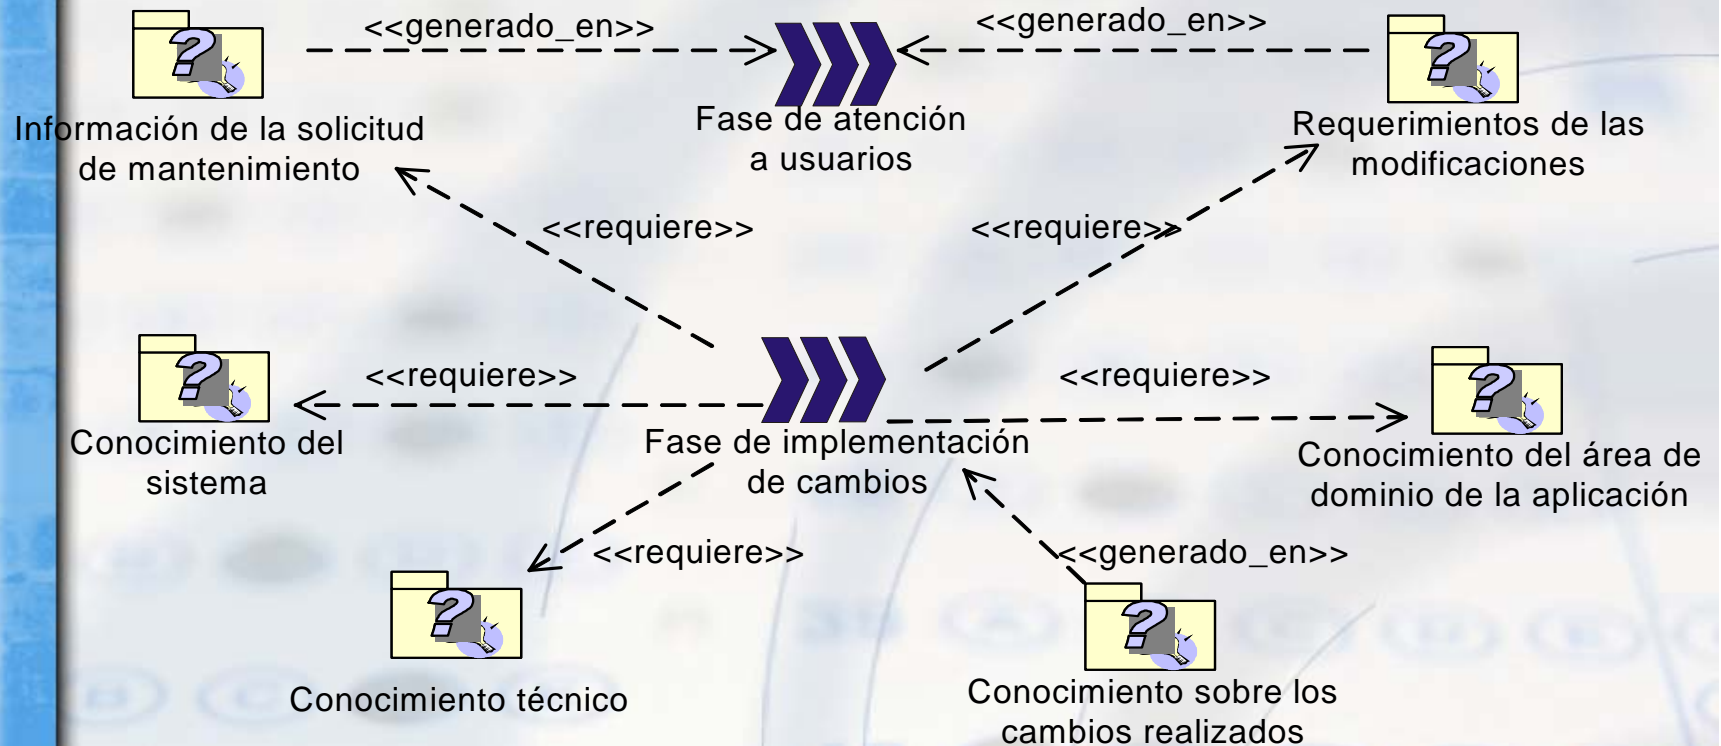 <<generado_en>>
<<generado_en>>
Información de la solicitud
de mantenimiento
Fase de atención
a usuarios
Requerimientos de las
modificaciones
<<requiere>>
<<requiere>>
<<requiere>>
<<requiere>>
Conocimiento del
sistema
Fase de implementación
de cambios
Conocimiento del área de
dominio de la aplicación
<<requiere>>
<<generado_en>>
Conocimiento técnico
Conocimiento sobre los
cambios realizados